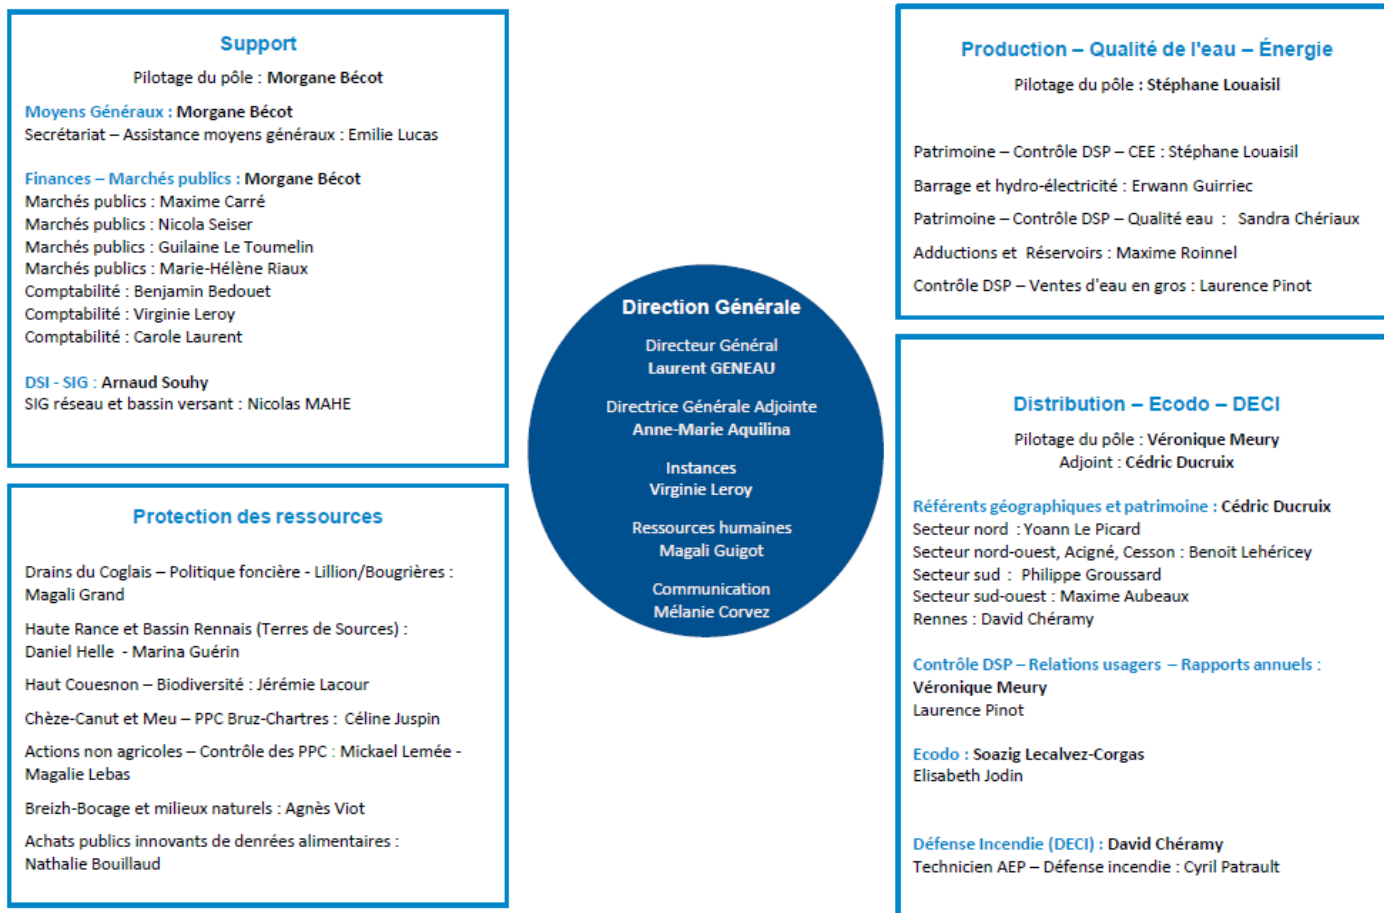 Support
Pilotage du pôle : Morgane Bécot
Moyens Généraux : Morgane Bécot
Secrétariat – Assistance moyens généraux : Emilie Lucas
Finances – Marchés publics : Morgane Bécot
Marchés publics : Maxime Carré
Marchés publics : Nicola Seiser
Marchés publics : Guilaine Le Toumelin
Marchés publics : Marie-Hélène Riaux
Comptabilité : Benjamin Bedouet
Comptabilité : Virginie Leroy
Comptabilité : Carole Laurent
DSI - SIG : Arnaud Souhy
SIG réseau et bassin versant : Nicolas MAHE
Protection des ressources
Drains du Coglais – Politique foncière - Lillion/Bougrières :
Magali Grand
Haute Rance et Bassin Rennais (Terres de Sources) :
Daniel Helle - Marina Guérin
Haut Couesnon – Biodiversité : Jérémie Lacour
Chèze-Canut et Meu – PPC Bruz-Chartres : Céline Juspin
Actions non agricoles – Contrôle des PPC : Mickael Lemée -
Magalie Lebas
Breizh-Bocage et milieux naturels : Agnès Viot
Achats publics innovants de denrées alimentaires :
Nathalie Bouillaud
Direction Générale
Directeur Général
Laurent GENEAU
Directrice Générale Adjointe
Anne-Marie Aquilina
Instances
Virginie Leroy
Ressources humaines
Magali Guigot
Communication
Mélanie Corvez
Production – Qualité de l'eau – Énergie
Pilotage du pôle : Stéphane Louaisil
Patrimoine – Contrôle DSP – CEE : Stéphane Louaisil
Barrage et hydro-électricité : Erwann Guirriec
Patrimoine – Contrôle DSP – Qualité eau : Sandra Chériaux
Adductions et Réservoirs : Maxime Roinnel
Contrôle DSP – Ventes d'eau en gros : Laurence Pinot
Distribution – Ecodo – DECI
Pilotage du pôle : Véronique Meury
Adjoint : Cédric Ducruix
Référents géographiques et patrimoine : Cédric Ducruix
Secteur nord : Yoann Le Picard
Secteur nord-ouest, Acigné, Cesson : Benoit Lehéricey
Secteur sud : Philippe Groussard
Secteur sud-ouest : Maxime Aubeaux
Rennes : David Chéramy
Contrôle DSP – Relations usagers – Rapports annuels :
Véronique Meury
Laurence Pinot
Ecodo : Soazig Lecalvez-Corgas
Elisabeth Jodin
Défense Incendie (DECI) : David Chéramy
Technicien AEP – Défense incendie : Cyril Patrault